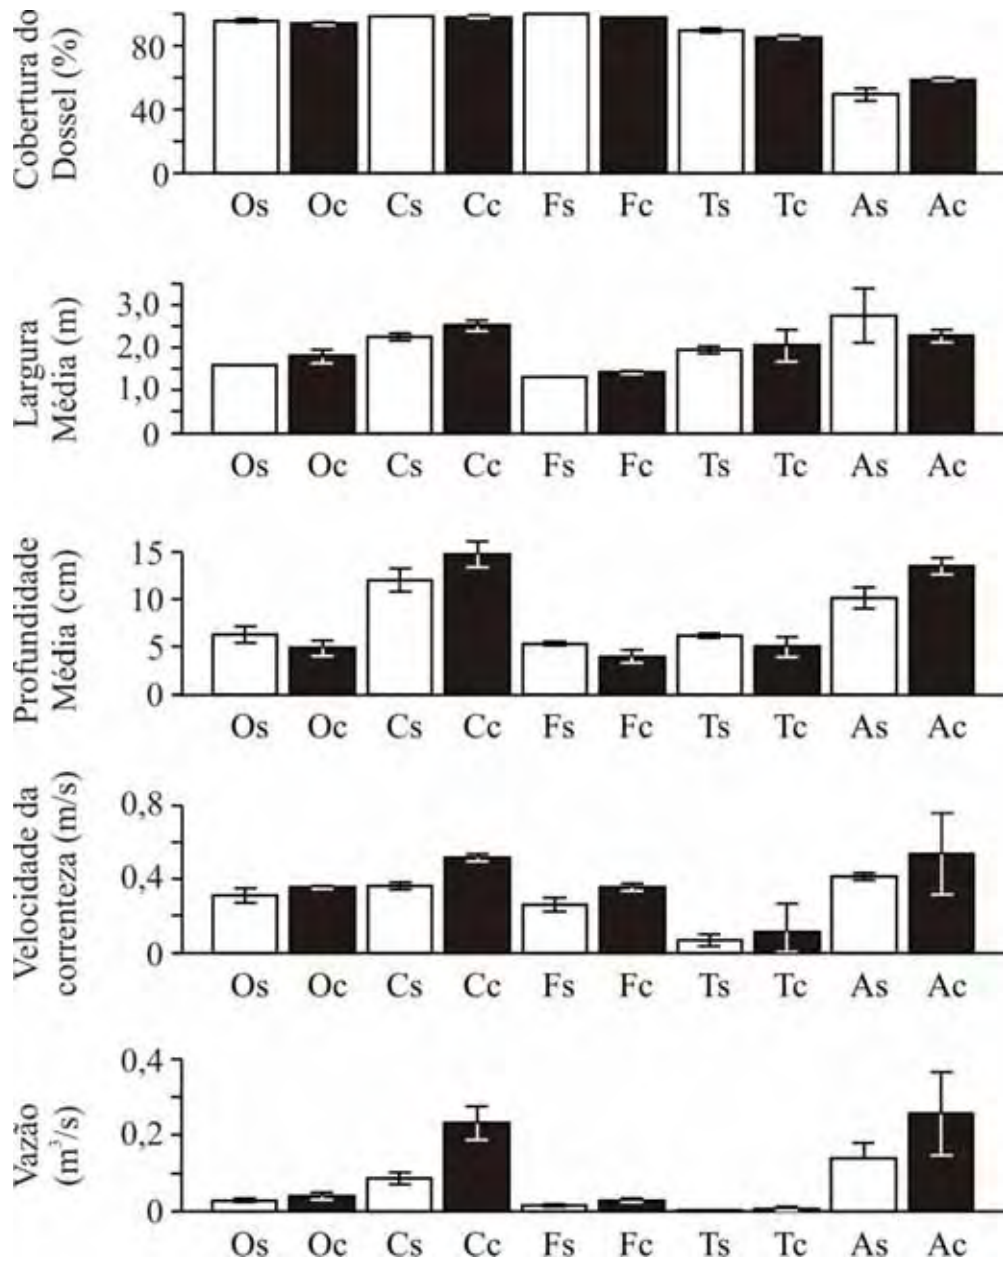 Cobertura do
Dossel (%)
80
40
0
Os Oc Cs Cc Fs Fc Ts Tc As Ac
Largura
Média (m)
3,0
2,0
1,0
0
Os Oc Cs Cc Fs Fc Ts Tc As Ac
Profundidade
Média (cm)
15
10
5
0
Os Oc Cs Cc Fs Fc Ts Tc As Ac
Velocidade da
correnteza (m/s)
0,8
0,4
0
Os Oc Cs Cc Fs Fc Ts Tc As Ac
Vazão
(m³/s)
0,4
0,2
0
Os Oc Cs Cc Fs Fc Ts Tc As Ac